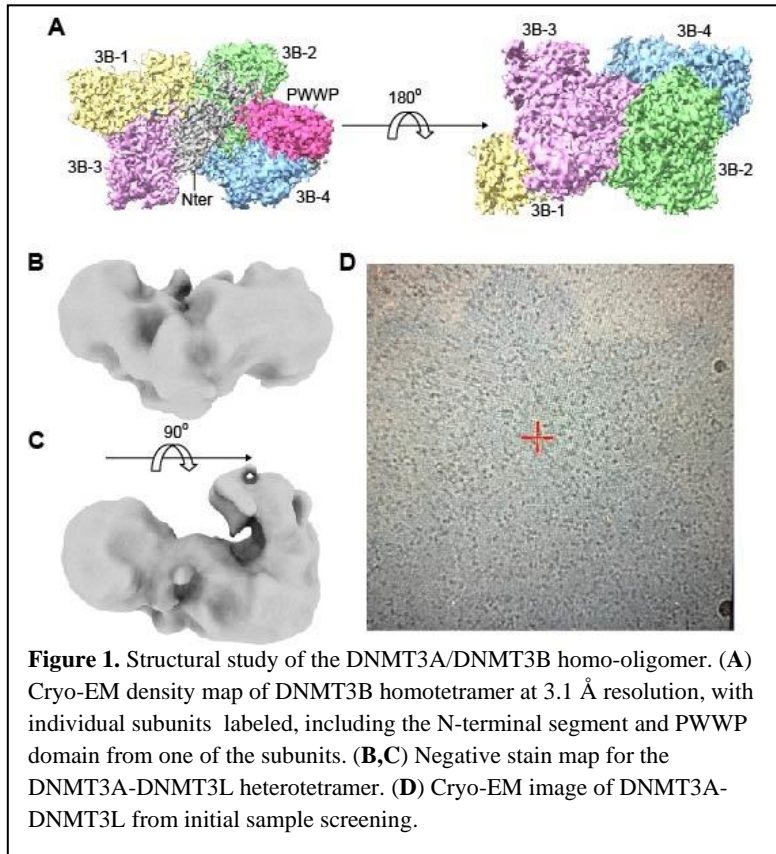 A
3B-1
3B-2
PWWP
3B-3
Nter
3B-4
180º
3B-3
3B-4
3B-2
3B-1
B
D
C
90º
Figure 1. Structural study of the DNMT3A/DNMT3B homo-oligomer. (A)
Cryo-EM density map of DNMT3B homotetramer at 3.1 Å resolution, with
individual subunits labeled, including the N-terminal segment and PWWP
domain from one of the subunits. (B,C) Negative stain map for the
DNMT3A-DNMT3L heterotetramer. (D) Cryo-EM image of DNMT3A-
DNMT3L from initial sample screening.